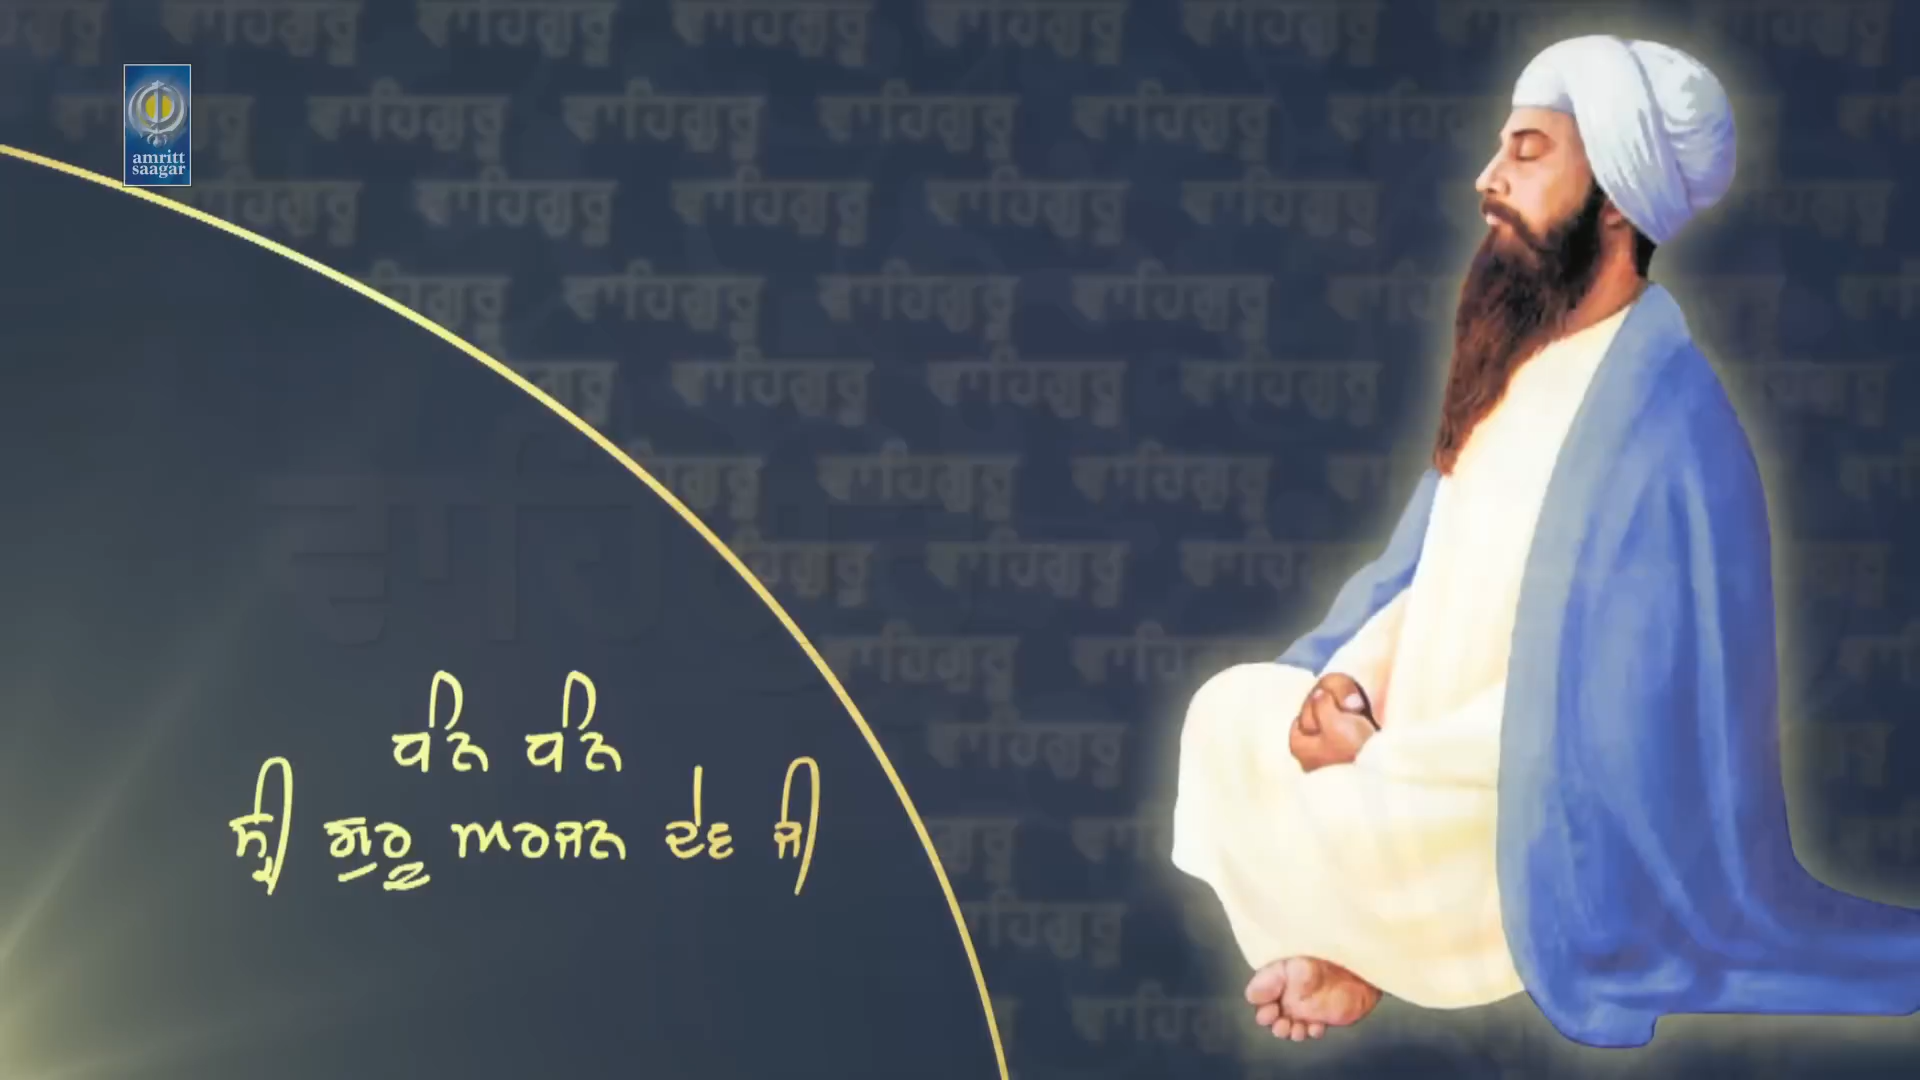 amritt
saagar
ਧੰਨਿ ਧੰਨਿ
ਸ੍ਰੀ ਗੁਰੂ ਅਰਜਨ ਦੇਵ ਜੀ
ਵਾਹਿਗੁਰੂ